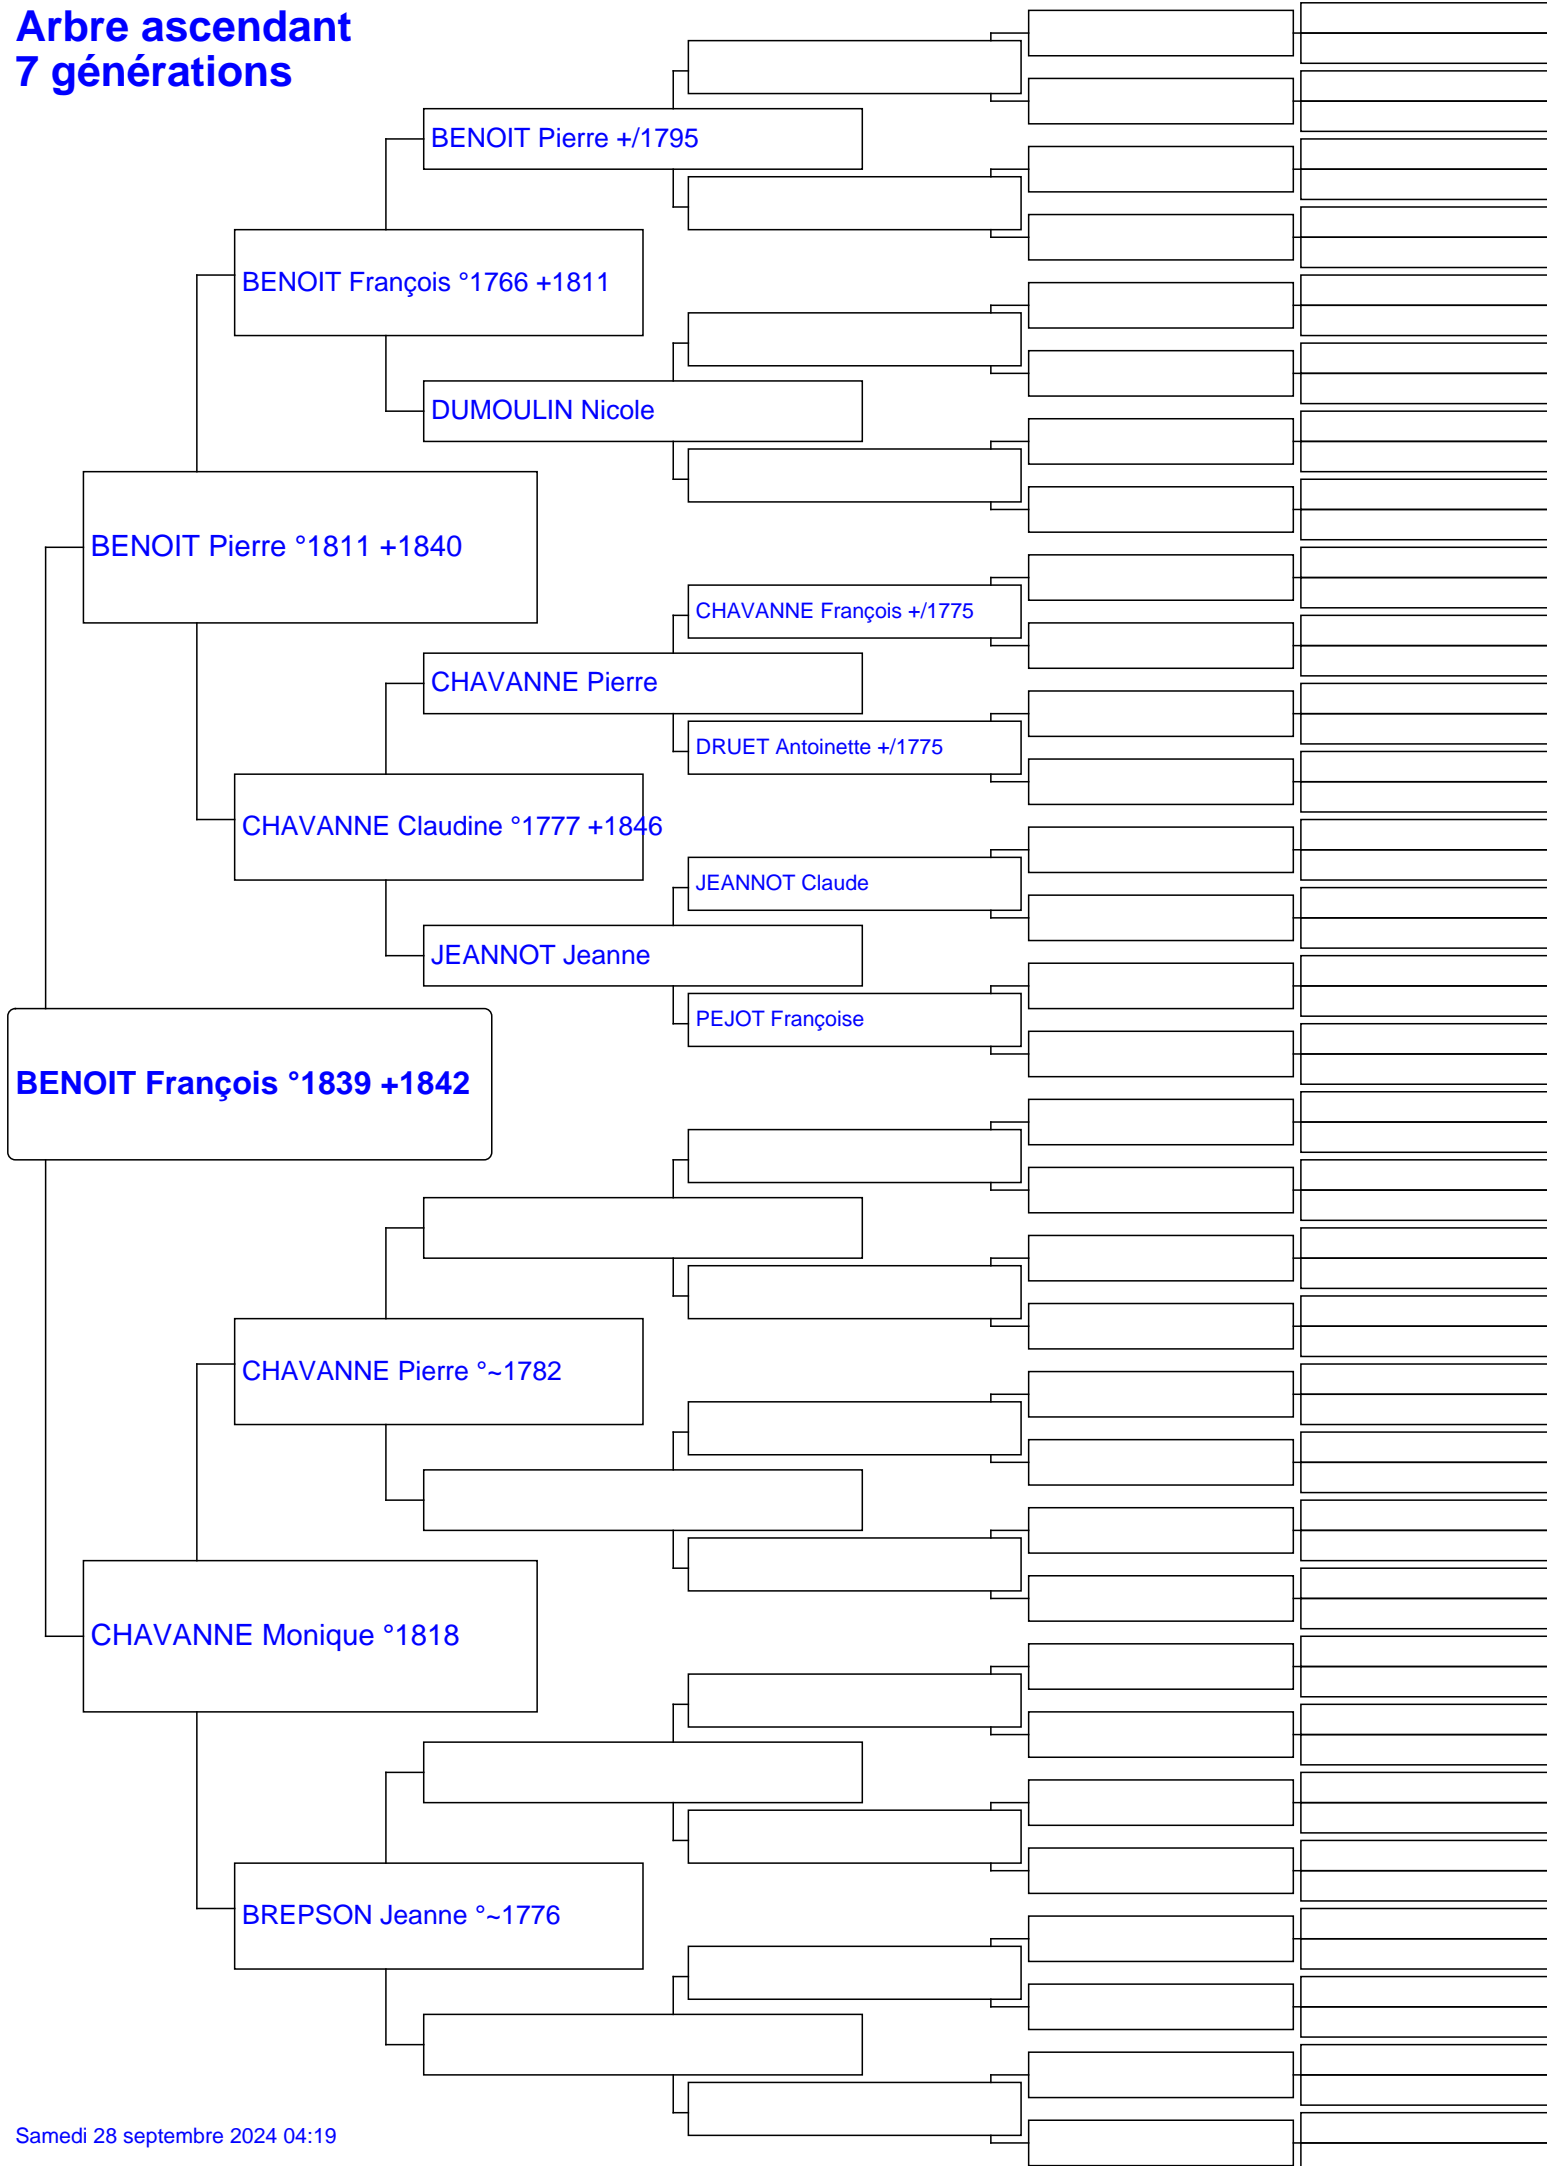 Arbre ascendant
7 générations
BENOIT Pierre +/1795
BENOIT François °1766 +1811
DUMOULIN Nicole
BENOIT Pierre °1811 +1840
CHAVANNE François +/1775
CHAVANNE Pierre
DRUET Antoinette +/1775
CHAVANNE Claudine °1777 +1846
JEANNOT Claude
JEANNOT Jeanne
PEJOT Françoise
BENOIT François °1839 +1842
CHAVANNE Pierre °~1782
CHAVANNE Monique °1818
BREPSON Jeanne °~1776
Samedi 28 septembre 2024 04:19